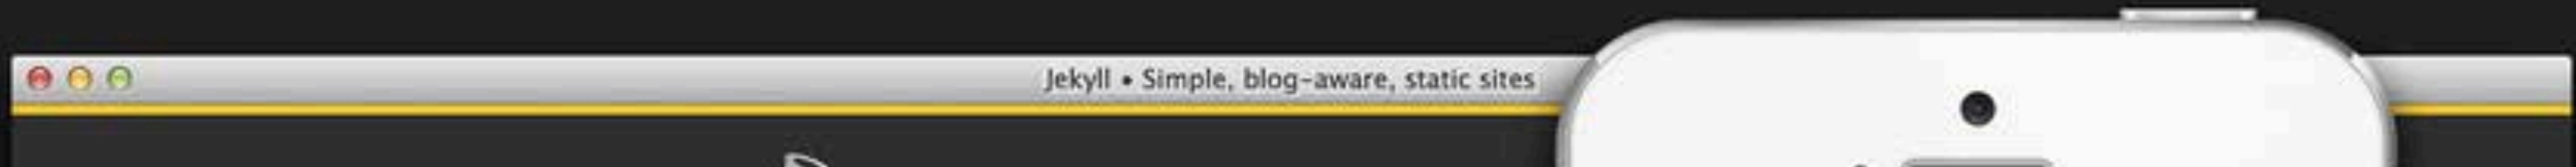 Jekyll • Simple, blog-aware, static sites